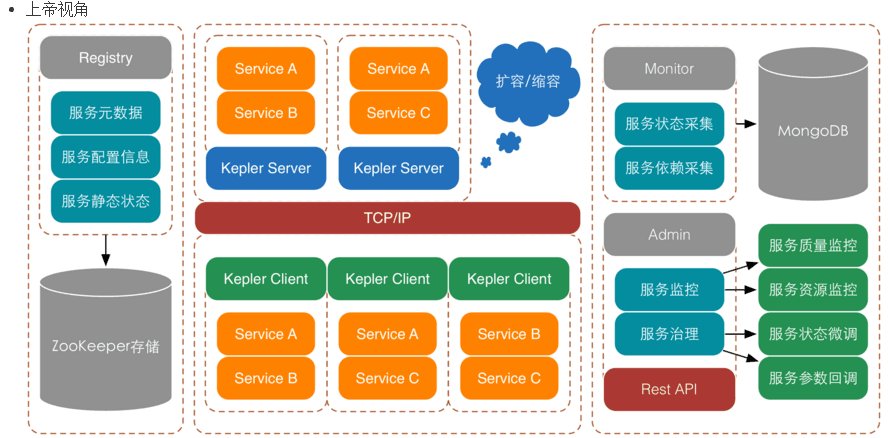 上帝视角
Registry
服务元数据
服务配置信息
服务静态状态
ZooKeeper存储
Service A
Service B
Kepler Server
Service A
Service C
Kepler Server
扩容/缩容
TCP/IP
Kepler Client
Service A
Service B
Kepler Client
Service A
Service C
Kepler Client
Service B
Service C
Monitor
服务状态采集
服务依赖采集
MongoDB
Admin
服务监控
服务治理
Rest API
服务质量监控
服务资源监控
服务状态微调
服务参数回调